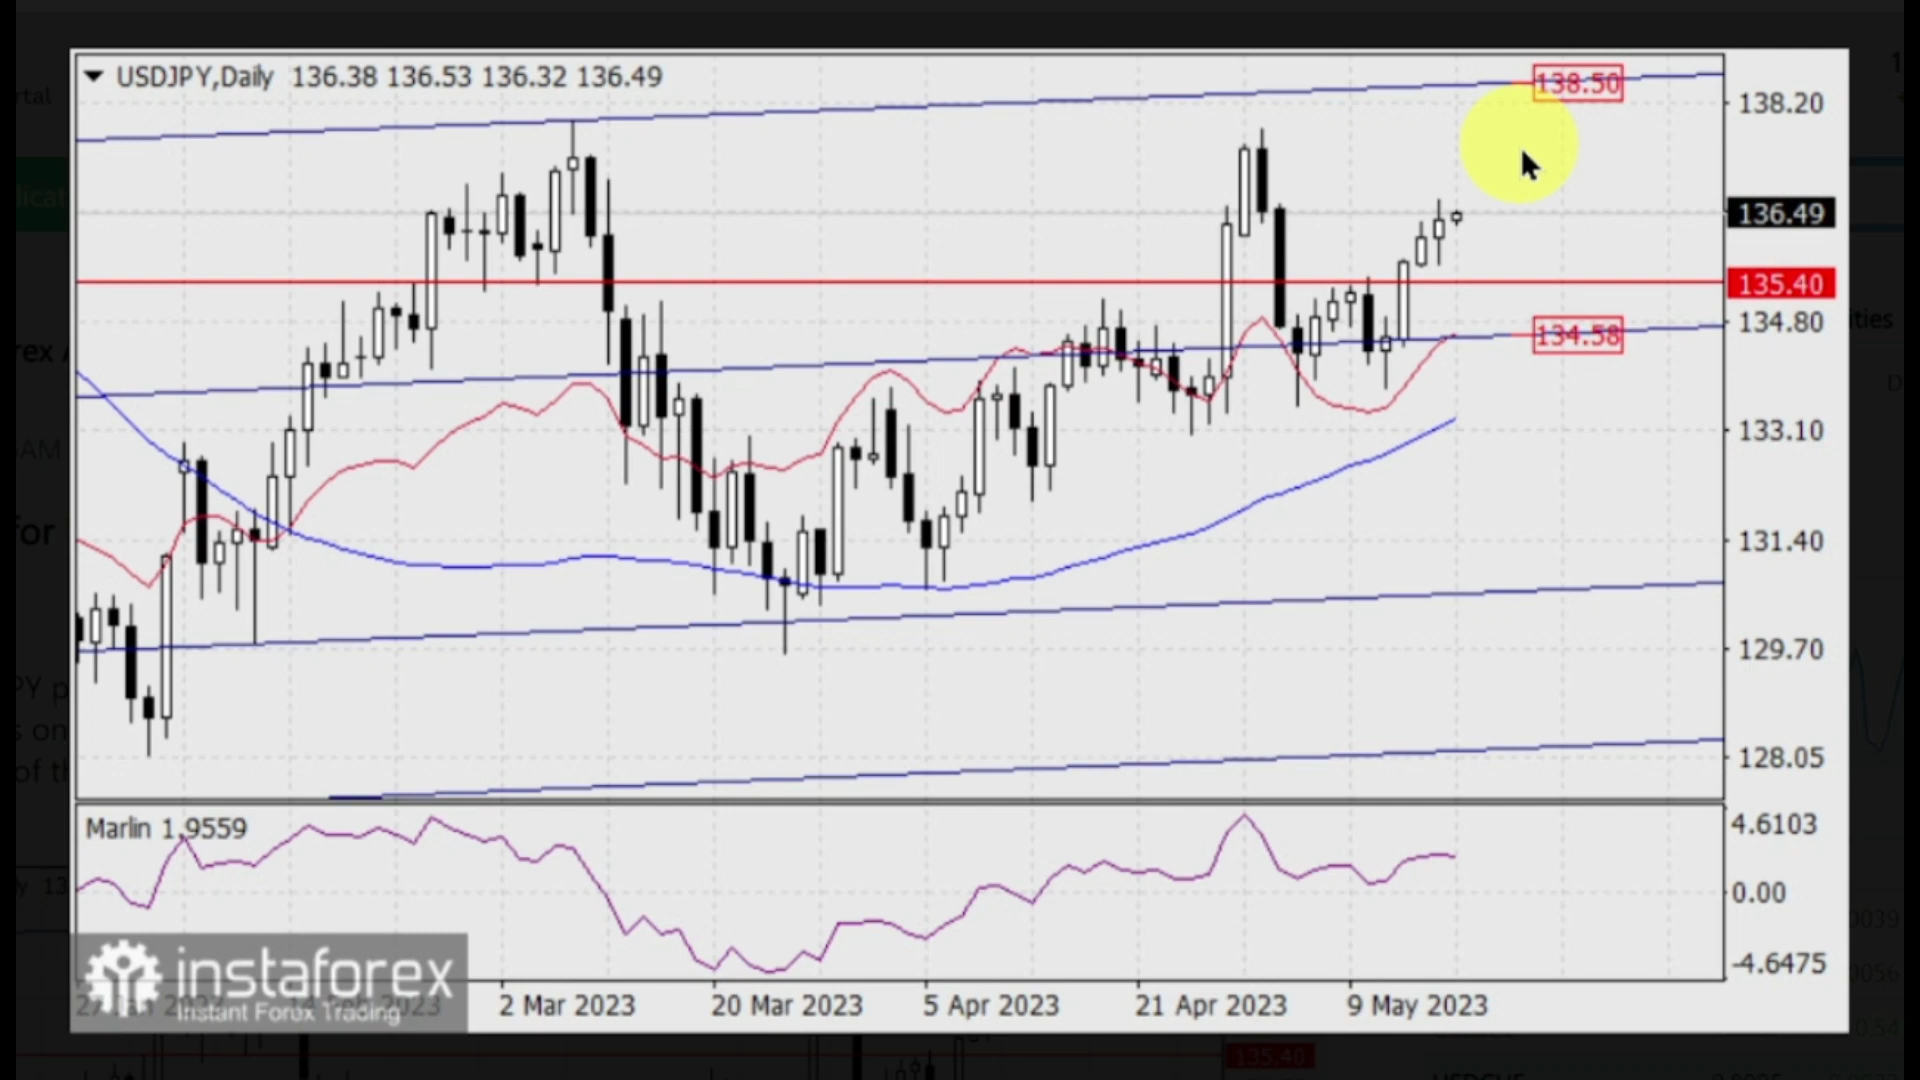 USDJPY,Daily 136.38 136.53 136.32 136.49
138.50
138.20
136.49
135.40
134.80
134.58
133.10
131.40
129.70
128.05
Marlin 1.9559
4.6103
0.00
-4.6475
instaforex
Instant Forex Trading
2 Mar 2023 20 Mar 2023 5 Apr 2023 21 Apr 2023 9 May 2023
135.40